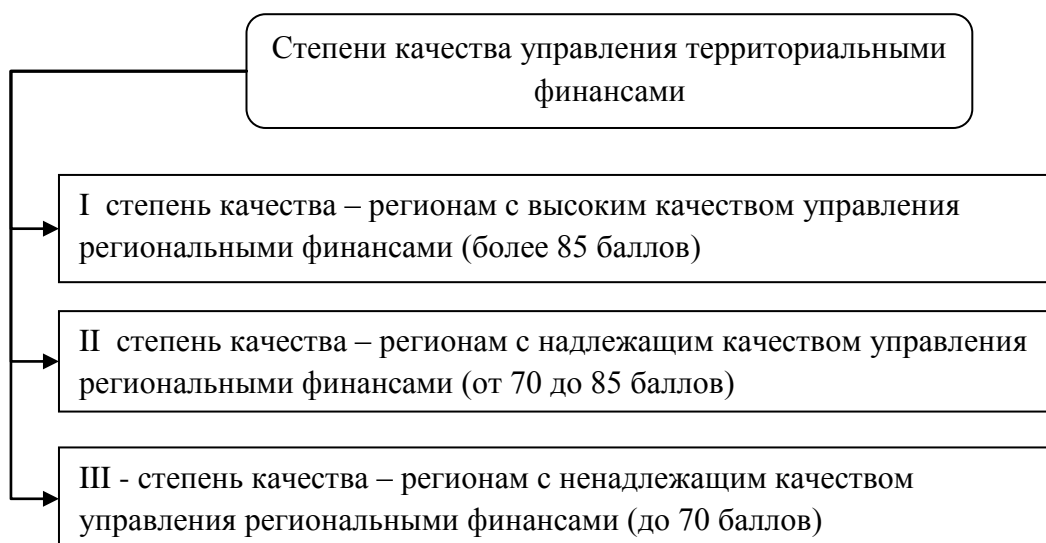 Степени качества управления территориальными
финансами
I степень качества – регионам с высоким качеством управления
региональными финансами (более 85 баллов)
II степень качества – регионам с надлежащим качеством управления
региональными финансами (от 70 до 85 баллов)
III - степень качества – регионам с ненадлежащим качеством
управления региональными финансами (до 70 баллов)